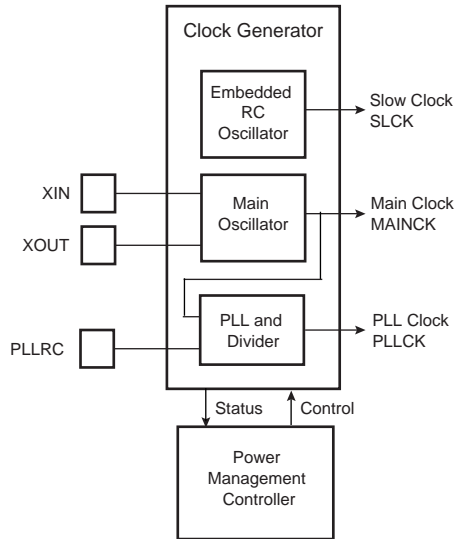 Clock Generator
Embedded
RC
Oscillator
Slow Clock
SLCK
XIN
Main
Oscillator
Main Clock
MAINCK
XOUT
PLL and
Divider
PLL Clock
PLLCK
PLLRC
Status
Control
Power
Management
Controller